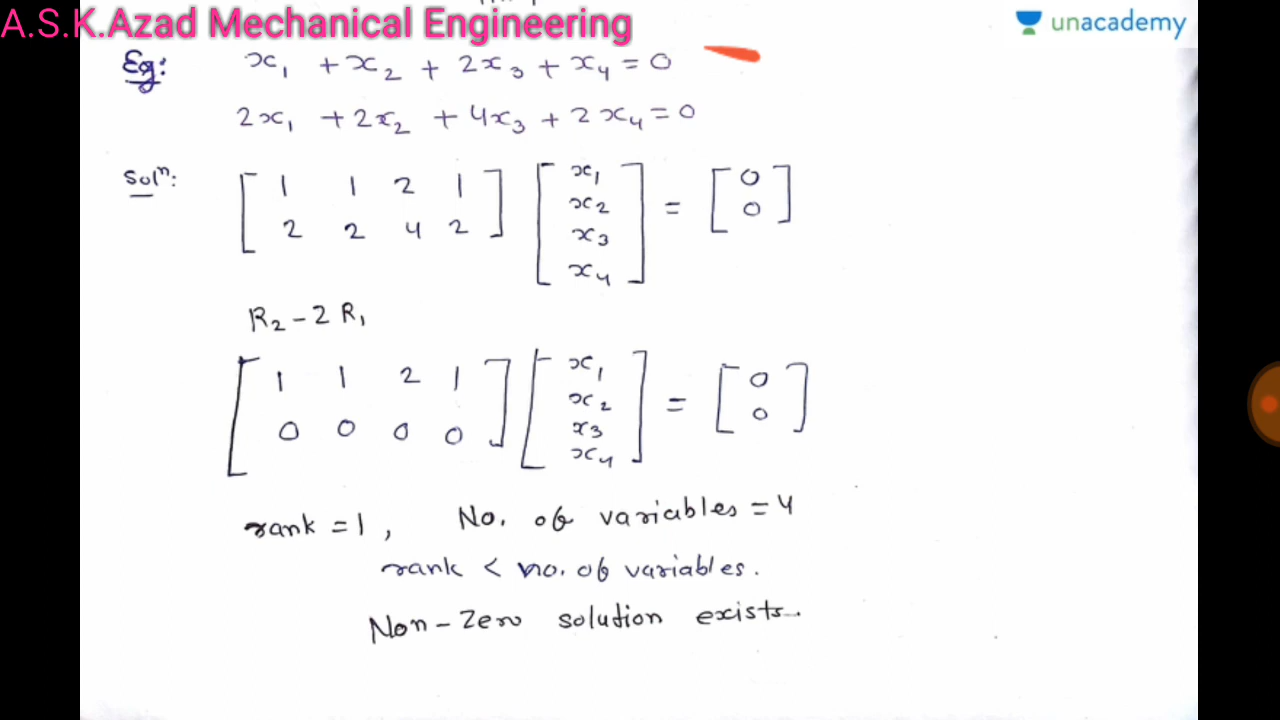 A.S.K.Azad Mechanical Engineering
unacademy
Eg: x₁ + x₂ + 2x₃ + x₄ = 0
2x₁ + 2x₂ + 4x₃ + 2x₄ = 0
Solⁿ: [ 1 1 2 1 ] [ x₁ ] = [ 0 ]
[ 2 2 4 2 ] [ x₂ ] [ 0 ]
[ x₃ ]
[ x₄ ]
R₂ - 2R₁
[ 1 1 2 1 ] [ x₁ ] = [ 0 ]
[ 0 0 0 0 ] [ x₂ ] [ 0 ]
[ x₃ ]
[ x₄ ]
rank = 1, No. of variables = 4
rank < no. of variables.
Non-Zero solution exists.